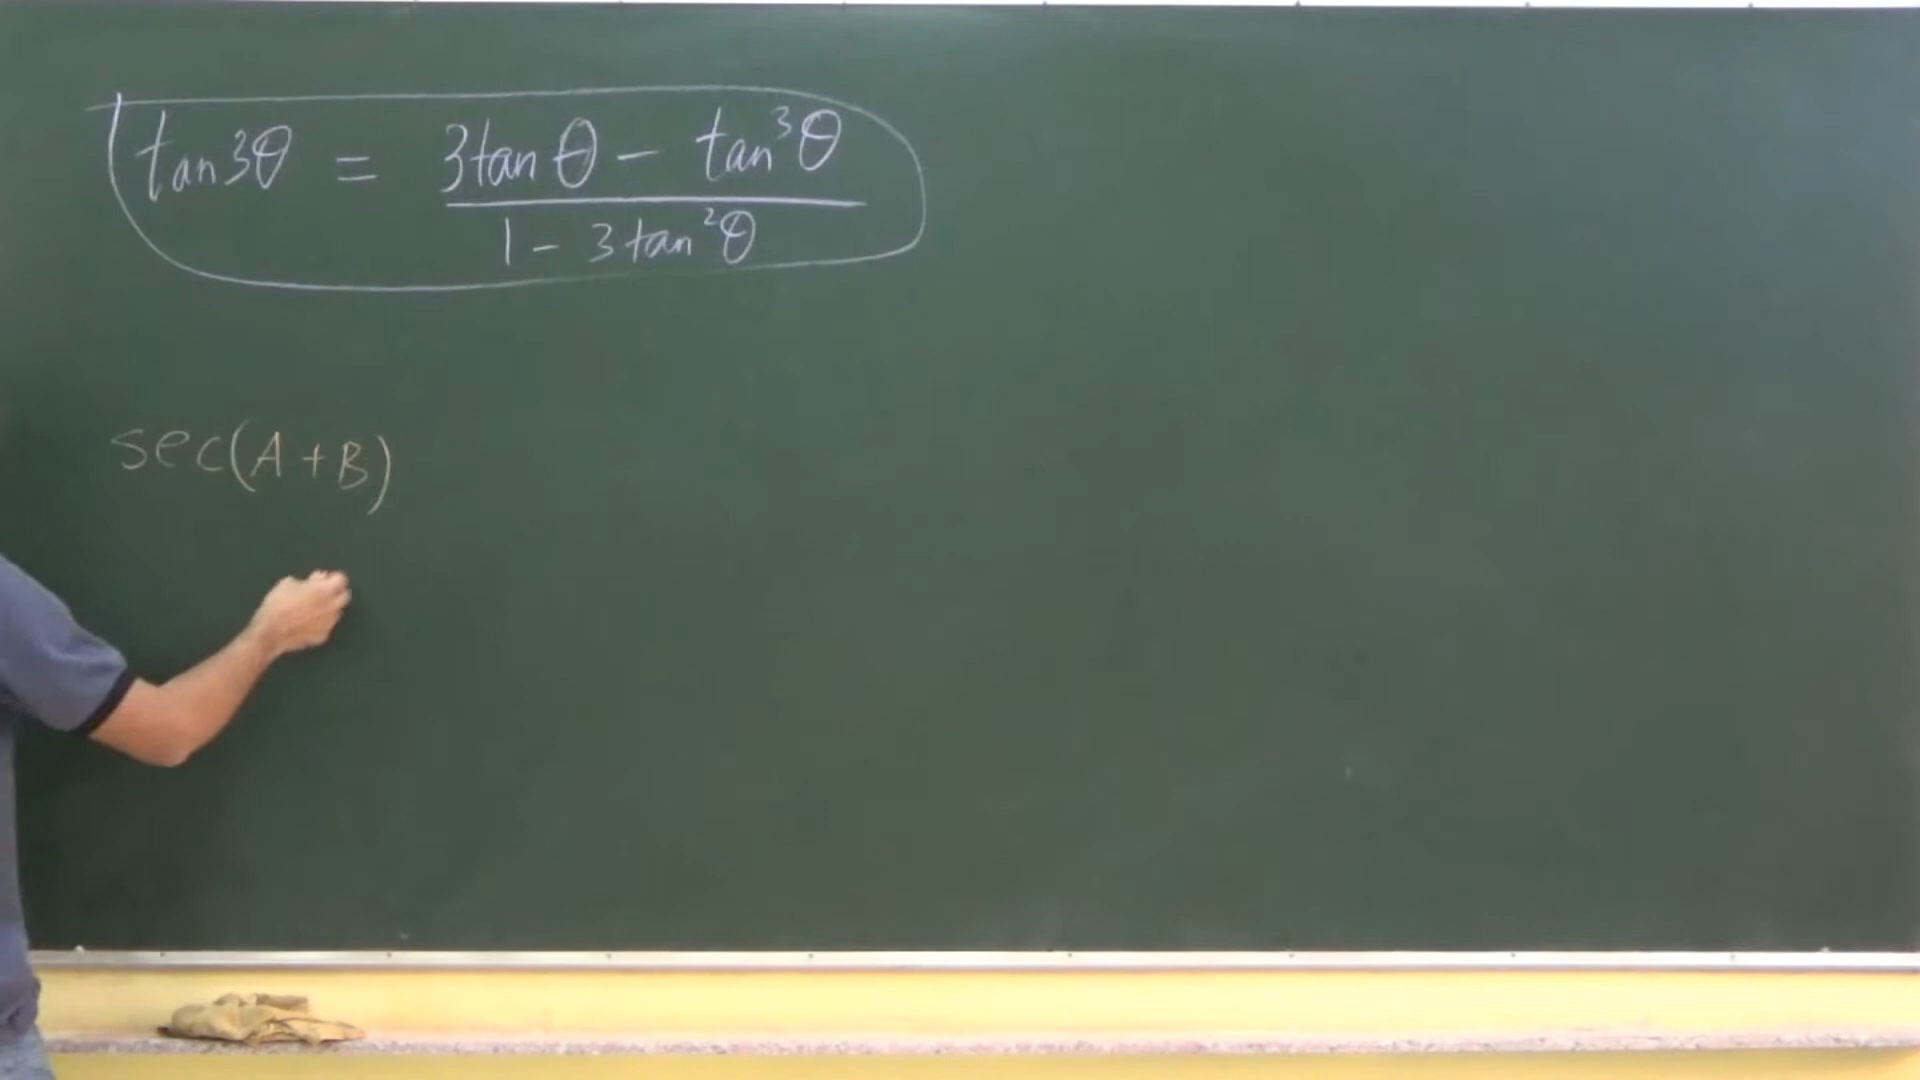 tan3θ = (3tanθ − tan³θ) / (1 − 3tan²θ)
sec(A+B)